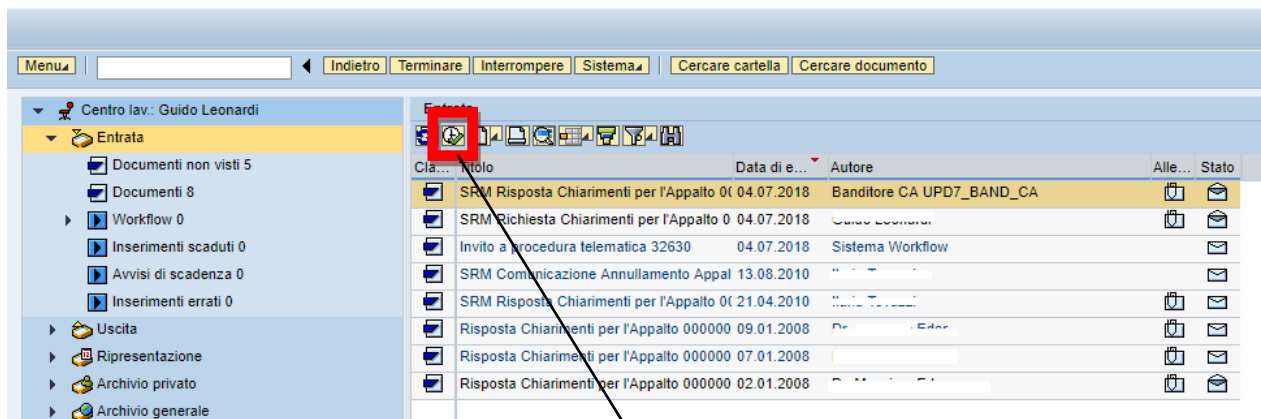 Menu Indietro Terminare Interrompere Sistema Cercare cartella Cercare documento
Centro lav.: Guido Leonardi
Entrata
Documenti non visti 5
Documenti 8
Workflow 0
Inserimenti scaduti 0
Avvisi di scadenza 0
Inserimenti errati 0
Uscita
Ripresentazione
Archivio privato
Archivio generale
Entrata
Cla... Titolo Data di e... Autore Alle... Stato
SRM Risposta Chiarimenti per l'Appalto 0( 04.07.2018 Banditore CA UPD7_BAND_CA
SRM Richiesta Chiarimenti per l'Appalto 0 04.07.2018
Invito a procedura telematica 32630 04.07.2018 Sistema Workflow
SRM Comunicazione Annullamento Appal 13.08.2010
SRM Risposta Chiarimenti per l'Appalto 0( 21.04.2010
Risposta Chiarimenti per l'Appalto 000000 09.01.2008
Risposta Chiarimenti per l'Appalto 000000 07.01.2008
Risposta Chiarimenti per l'Appalto 000000 02.01.2008